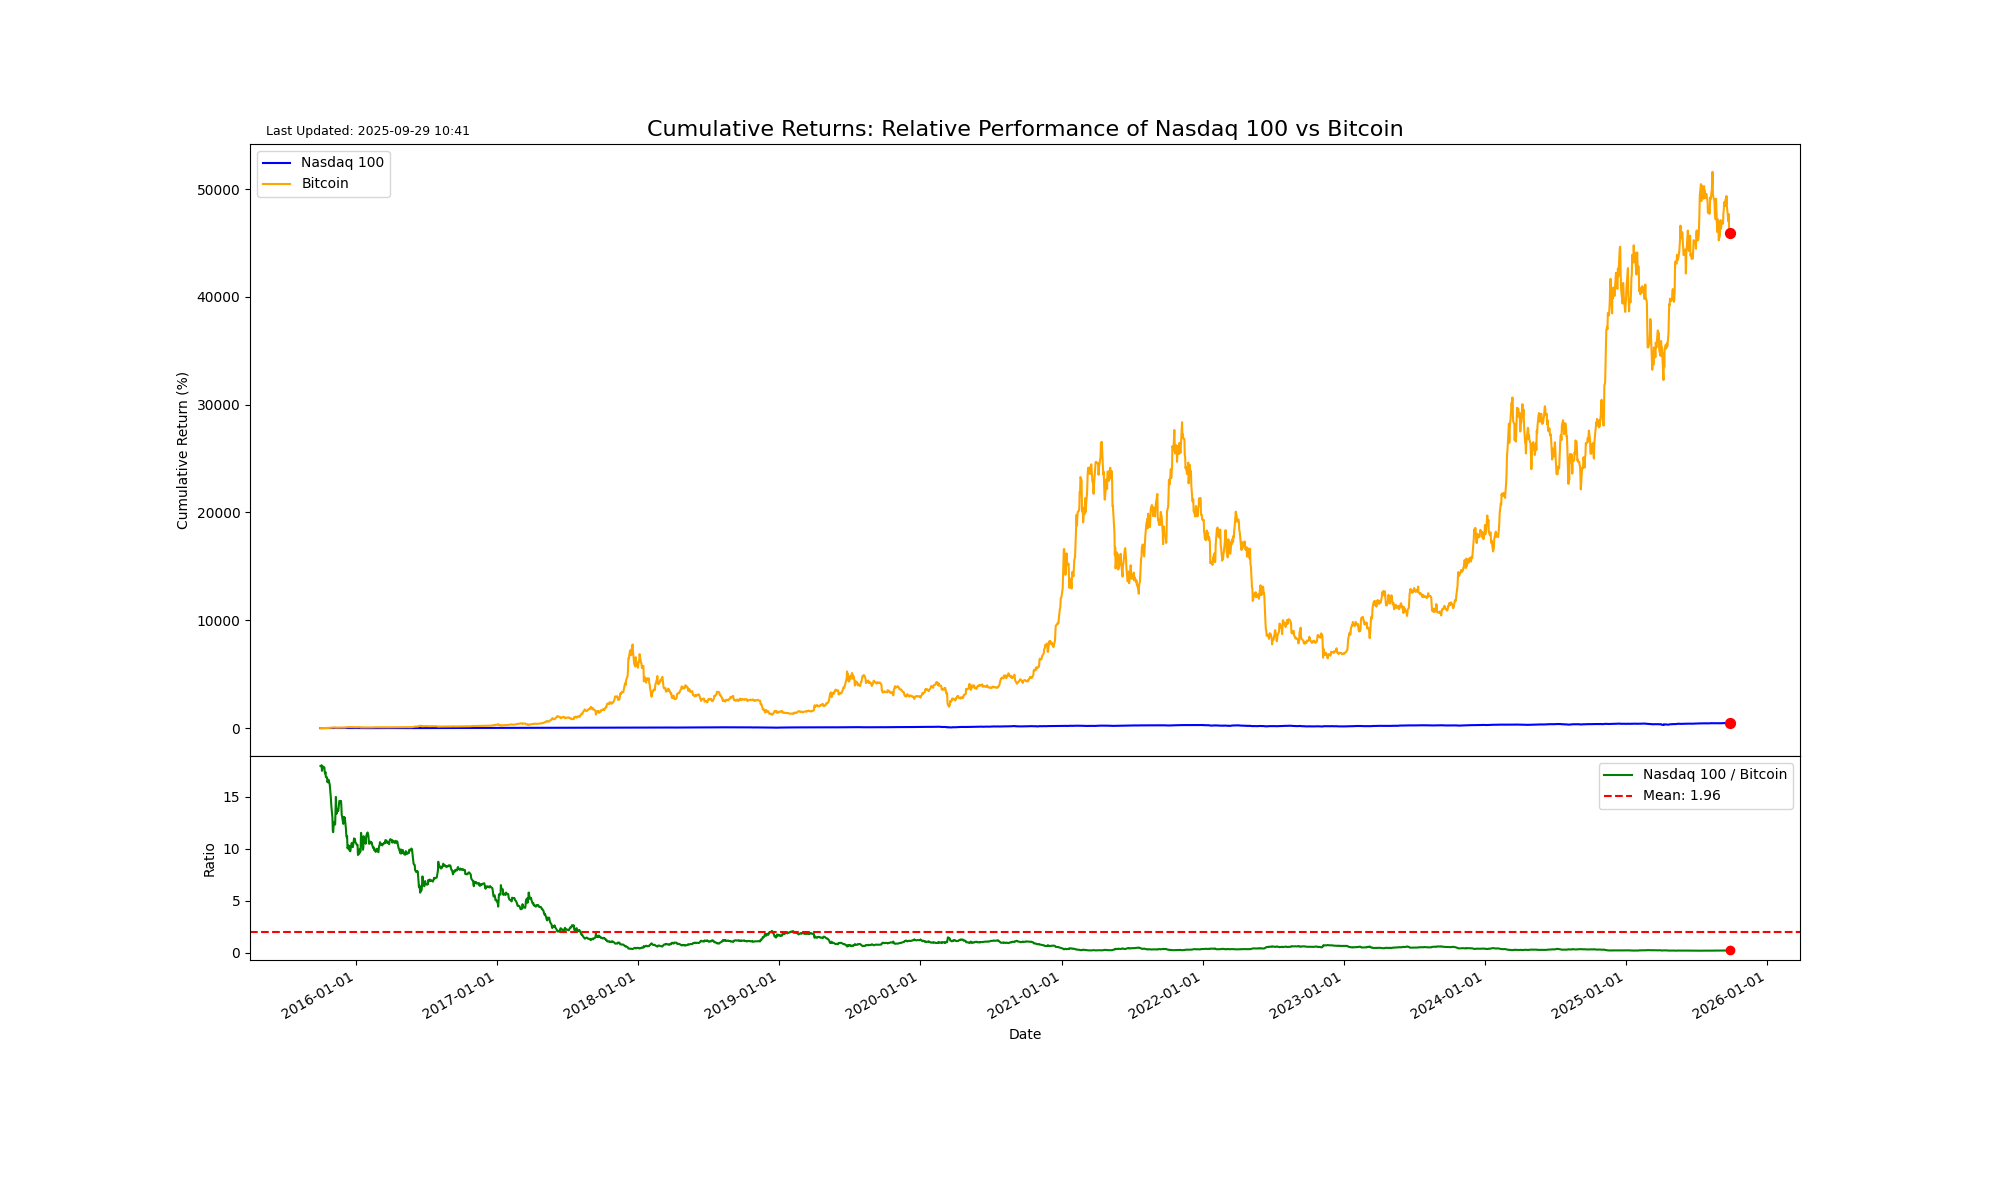 Last Updated: 2025-09-29 10:41
Cumulative Returns: Relative Performance of Nasdaq 100 vs Bitcoin
Nasdaq 100
Bitcoin
Cumulative Return (%)
50000
40000
30000
20000
10000
0
Nasdaq 100 / Bitcoin
Mean: 1.96
Ratio
15
10
5
0
2016-01-01
2017-01-01
2018-01-01
2019-01-01
2020-01-01
2021-01-01
2022-01-01
2023-01-01
2024-01-01
2025-01-01
2026-01-01
Date